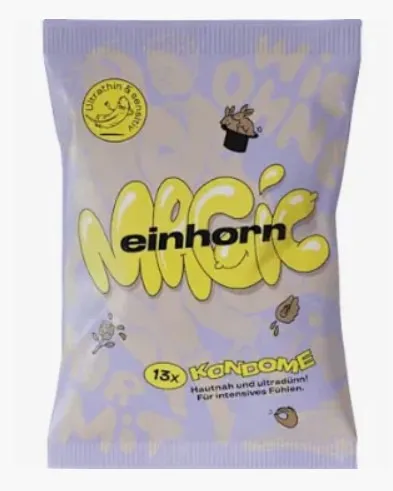 Ultrathin & sensitiv
MAGIC
einhorn
13x
KONDOME
Hautnah und ultradünn!
Für intensives Fühlen.